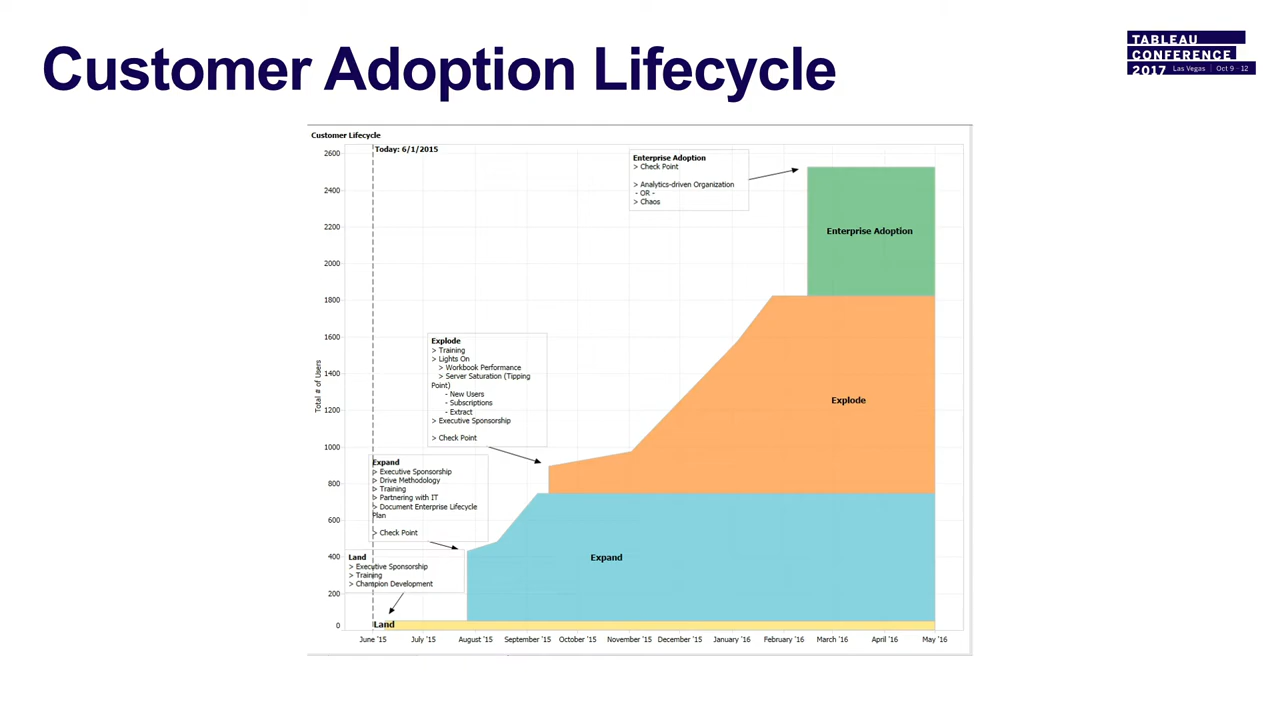 Customer Adoption Lifecycle
TABLEAU
CONFERENCE
2017 Las Vegas | Oct 9 - 12
Customer Lifecycle
Today: 6/1/2015
Total # of Users
2600
2400
2200
2000
1800
1600
1400
1200
1000
800
600
400
200
0
Enterprise Adoption
> Check Point
> Analytics-driven Organization
- OR -
> Chaos
Enterprise Adoption
Explode
> Training
> Lights On
> Workbook Performance
> Server Saturation (Tipping
Point)
- New Users
- Subscriptions
- Extract
> Executive Sponsorship
> Check Point
Explode
Expand
> Executive Sponsorship
> Drive Methodology
> Training
> Partnering with IT
> Document Enterprise Lifecycle
Plan
> Check Point
Expand
Land
> Executive Sponsorship
> Training
> Champion Development
Land
June '15 July '15 August '15 September '15 October '15 November '15 December '15 January '16 February '16 March '16 April '16 May '16